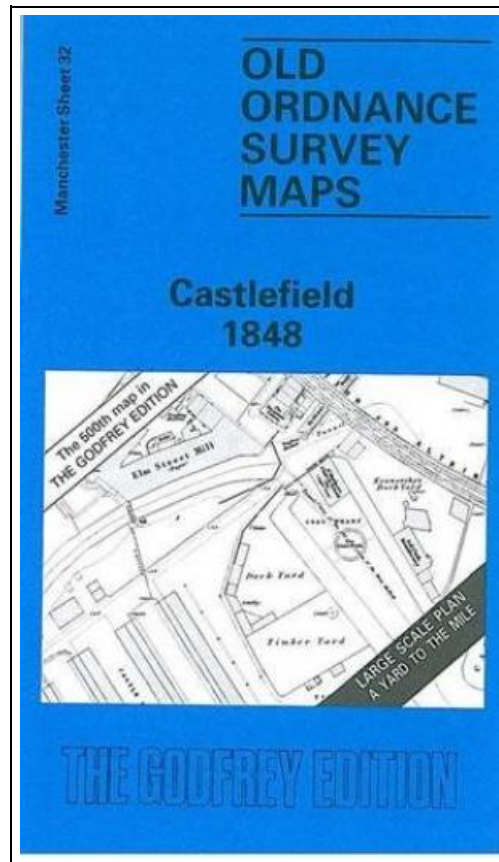 Manchester Sheet 32
OLD
ORDNANCE
SURVEY
MAPS
Castlefield
1848
The 500th map in
THE GODFREY EDITION
Elm Street Mill
Dock Yard
Timber Yard
LARGE SCALE PLAN
A YARD TO THE MILE
THE GODFREY EDITION